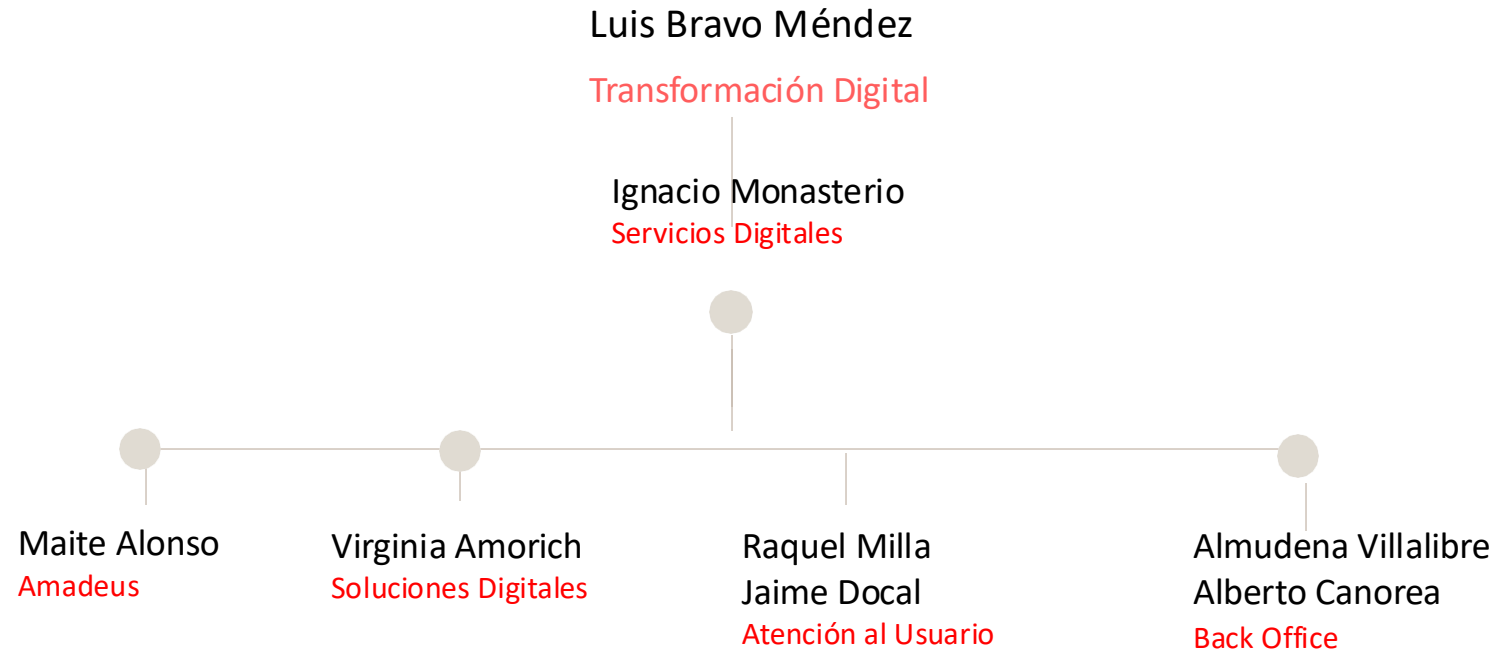 Luis Bravo Méndez
Transformación Digital
Ignacio Monasterio
Servicios Digitales
Maite Alonso
Amadeus
Virginia Amorich
Soluciones Digitales
Raquel Milla
Jaime Docal
Atención al Usuario
Almudena Villalibre
Alberto Canorea
Back Office